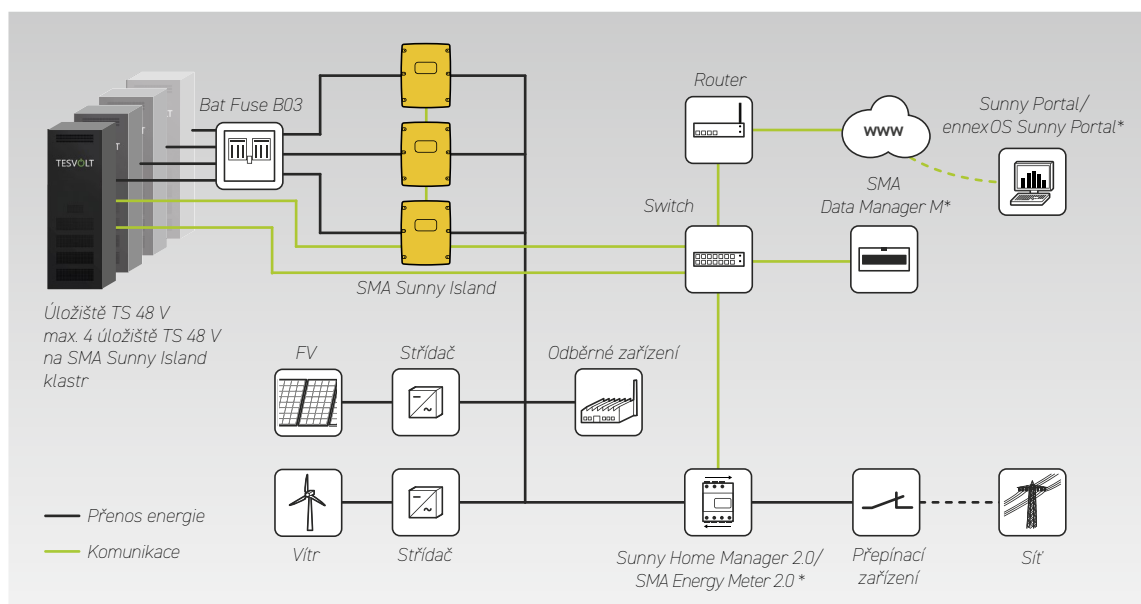 Bat Fuse B03
TESVOLT
Úložiště TS 48 V
max. 4 úložiště TS 48 V
na SMA Sunny Island
klastr
SMA Sunny Island
Router
www
Sunny Portal/
ennexOS Sunny Portal*
Switch
SMA
Data Manager M*
FV
Střídač
Odběrné zařízení
Přenos energie
Komunikace
Vítr
Střídač
Sunny Home Manager 2.0/
SMA Energy Meter 2.0 *
Přepínací
zařízení
Síť